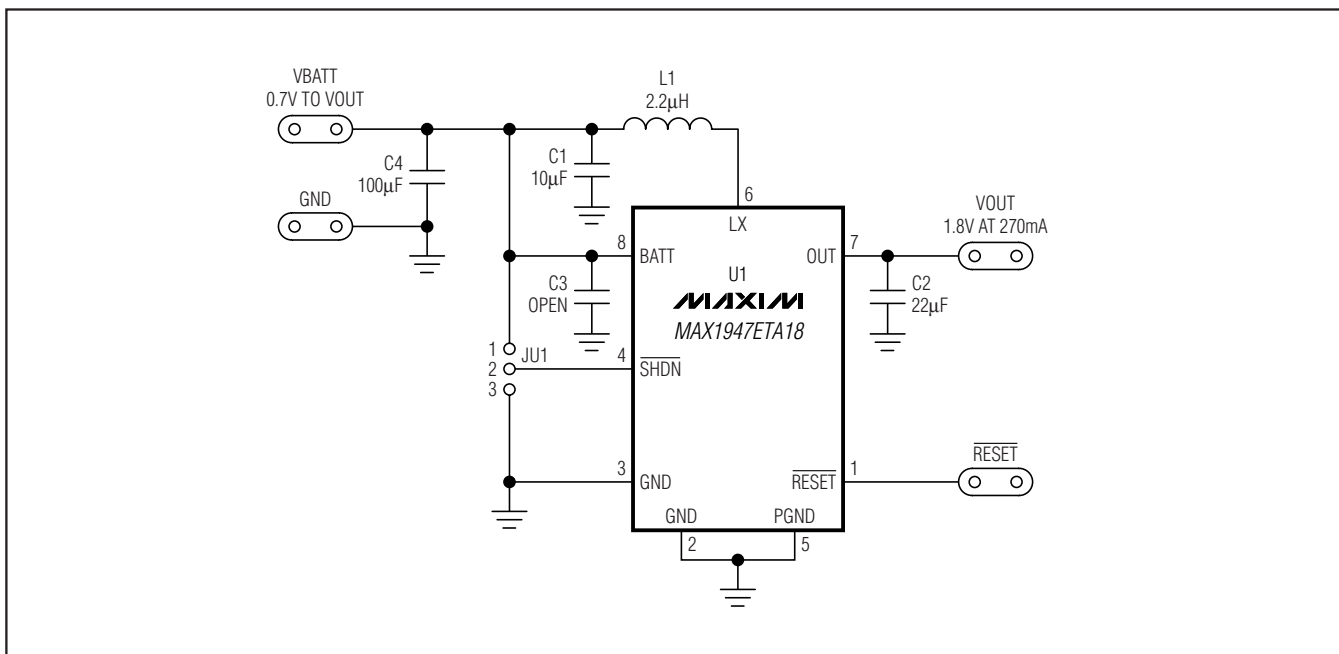 VBATT
0.7V TO VOUT
L1
2.2µH
C4
100µF
C1
10µF
GND
6
LX
VOUT
1.8V AT 270mA
8
BATT
OUT
7
U1
C3
OPEN
MAXIM
MAX1947ETA18
C2
22µF
1
JU1
2
3
4
SHDN
3
GND
RESET
1
RESET
GND
PGND
2
5